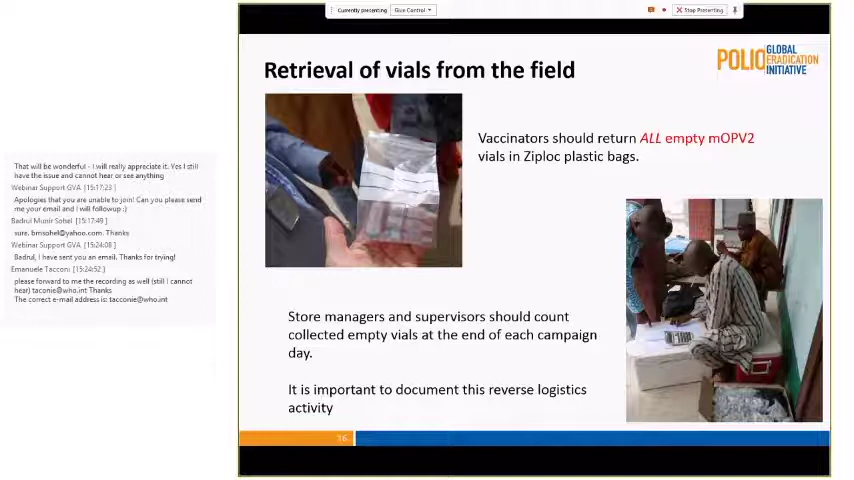 Currently presenting
Give Control
Stop Presenting
That will be wonderful - I will really appreciate it. Yes I still
have the issue and cannot hear or see anything
Webinar Support GVA [15:17:23]
Apologies that you are unable to join! Can you please send
me your email and I will followup :)
Badrul Munir Sohel [15:17:49]
sure. bmsohel@yahoo.com. Thanks
Webinar Support GVA [15:24:08]
Badrul, I have sent you an email. Thanks for trying!
Emanuele Tacconi [15:24:52]
please forward to me the recording as well (still I cannot
hear) taconie@who.int Thanks
The correct e-mail address is: tacconie@who.int
Retrieval of vials from the field
POLIO GLOBAL
ERADICATION
INITIATIVE
Vaccinators should return ALL empty mOPV2
vials in Ziploc plastic bags.
Store managers and supervisors should count
collected empty vials at the end of each campaign
day.
It is important to document this reverse logistics
activity
16